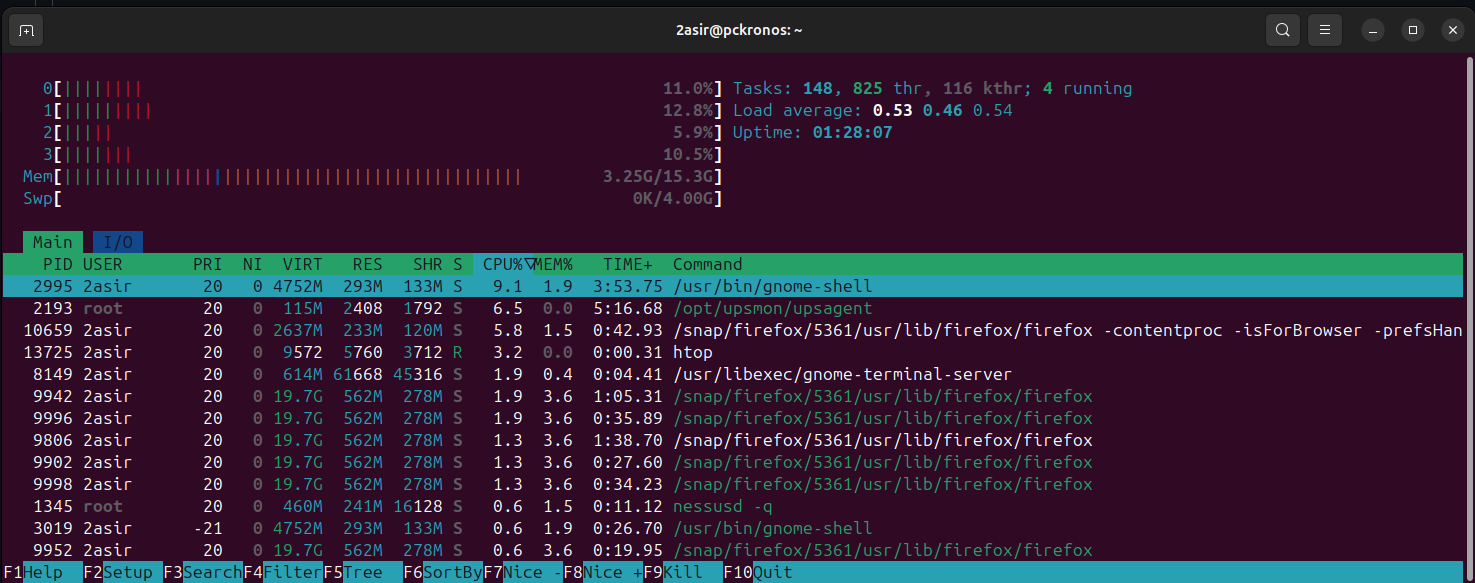 2asir@pckronos: ~
0[|||||||| 11.0%] Tasks: 148, 825 thr, 116 kthr; 4 running
1[||||||||| 12.8%] Load average: 0.53 0.46 0.54
2[||||| 5.9%] Uptime: 01:28:07
3[||||||| 10.5%]
Mem[|||||||||||||||||||||||||||||||||||||||||||||| 3.25G/15.3G]
Swp[ 0K/4.00G]
Main I/O
PID USER PRI NI VIRT RES SHR S CPU%▽MEM% TIME+ Command
2995 2asir 20 0 4752M 293M 133M S 9.1 1.9 3:53.75 /usr/bin/gnome-shell
2193 root 20 0 115M 2408 1792 S 6.5 0.0 5:16.68 /opt/upsmon/upsagent
10659 2asir 20 0 2637M 233M 120M S 5.8 1.5 0:42.93 /snap/firefox/5361/usr/lib/firefox/firefox -contentproc -isForBrowser -prefsHan
13725 2asir 20 0 9572 5760 3712 R 3.2 0.0 0:00.31 htop
8149 2asir 20 0 614M 61668 45316 S 1.9 0.4 0:04.41 /usr/libexec/gnome-terminal-server
9942 2asir 20 0 19.7G 562M 278M S 1.9 3.6 1:05.31 /snap/firefox/5361/usr/lib/firefox/firefox
9996 2asir 20 0 19.7G 562M 278M S 1.9 3.6 0:35.89 /snap/firefox/5361/usr/lib/firefox/firefox
9806 2asir 20 0 19.7G 562M 278M S 1.3 3.6 1:38.70 /snap/firefox/5361/usr/lib/firefox/firefox
9902 2asir 20 0 19.7G 562M 278M S 1.3 3.6 0:27.60 /snap/firefox/5361/usr/lib/firefox/firefox
9998 2asir 20 0 19.7G 562M 278M S 1.3 3.6 0:34.23 /snap/firefox/5361/usr/lib/firefox/firefox
1345 root 20 0 460M 241M 16128 S 0.6 1.5 0:11.12 nessusd -q
3019 2asir -21 0 4752M 293M 133M S 0.6 1.9 0:26.70 /usr/bin/gnome-shell
9952 2asir 20 0 19.7G 562M 278M S 0.6 3.6 0:19.95 /snap/firefox/5361/usr/lib/firefox/firefox
F1Help F2Setup F3SearchF4FilterF5Tree F6SortByF7Nice -F8Nice +F9Kill F10Quit